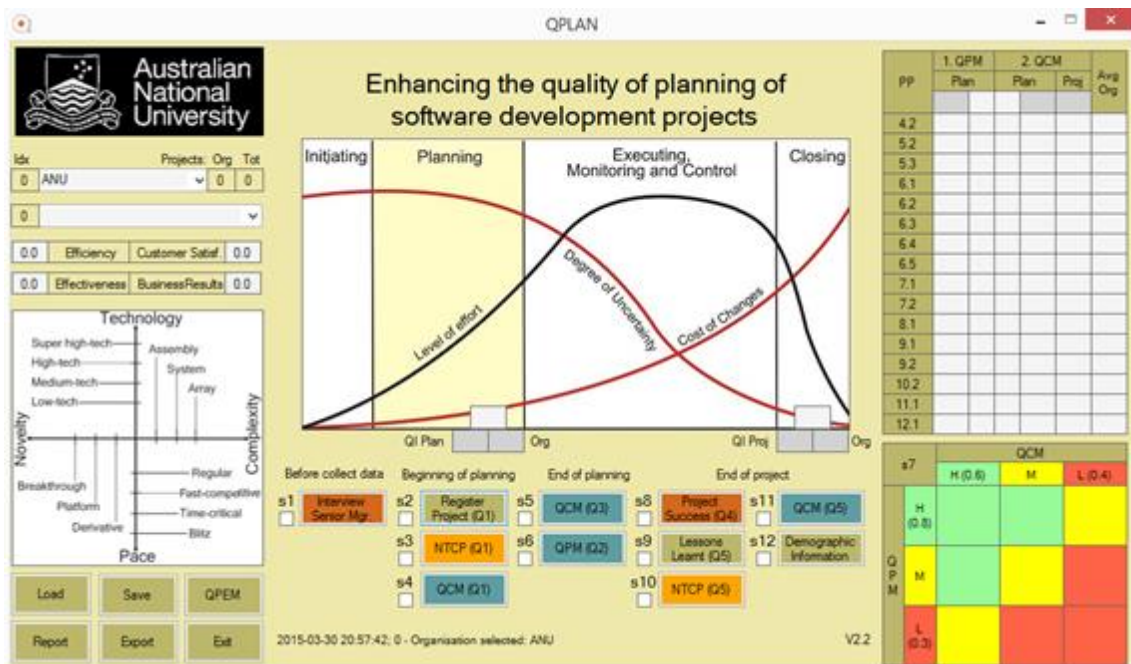 QPLAN
Australian
National
University
Idx Projects: Org Tot
0 ANU 0 0
0
0.0 Efficiency Customer Satisf. 0.0
0.0 Effectiveness BusinessResults 0.0
Technology
Super high-tech
High-tech
Medium-tech
Low-tech
Assembly
System
Array
Novelty
Complexity
Breakthrough
Platform
Derivative
Regular
Fast-competitive
Time-critical
Blitz
Pace
Load Save QPEM
Report Export Exit
Enhancing the quality of planning of
software development projects
Initiating Planning Executing, Closing
Monitoring and Control
Level of effort
Degree of Uncertainty
Cost of Changes
QI Plan Org QI Proj Org
Before collect data Beginning of planning End of planning End of project
s1 Interview Senior.Mgr.
s2 Register Project (Q1)
s3 NTCP (Q1)
s4 QCM (Q1)
s5 QCM (Q3)
s6 QPM (Q2)
s8 Project Success (Q4)
s9 Lessons Learnt (Q5)
s10 NTCP (Q5)
s11 QCM (Q5)
s12 Demographic Information
2015-03-30 20:57:42; 0 - Organisation selected: ANU V2.2
PP 1. QPM 2. QCM Avg Org
Plan Plan Proj
4.2
5.2
5.3
6.1
6.2
6.3
6.4
6.5
7.1
7.2
8.1
9.1
9.2
10.2
11.1
12.1
s7 QCM
H (0.6) M L (0.4)
QPM
H (0.8)
M
L (0.3)